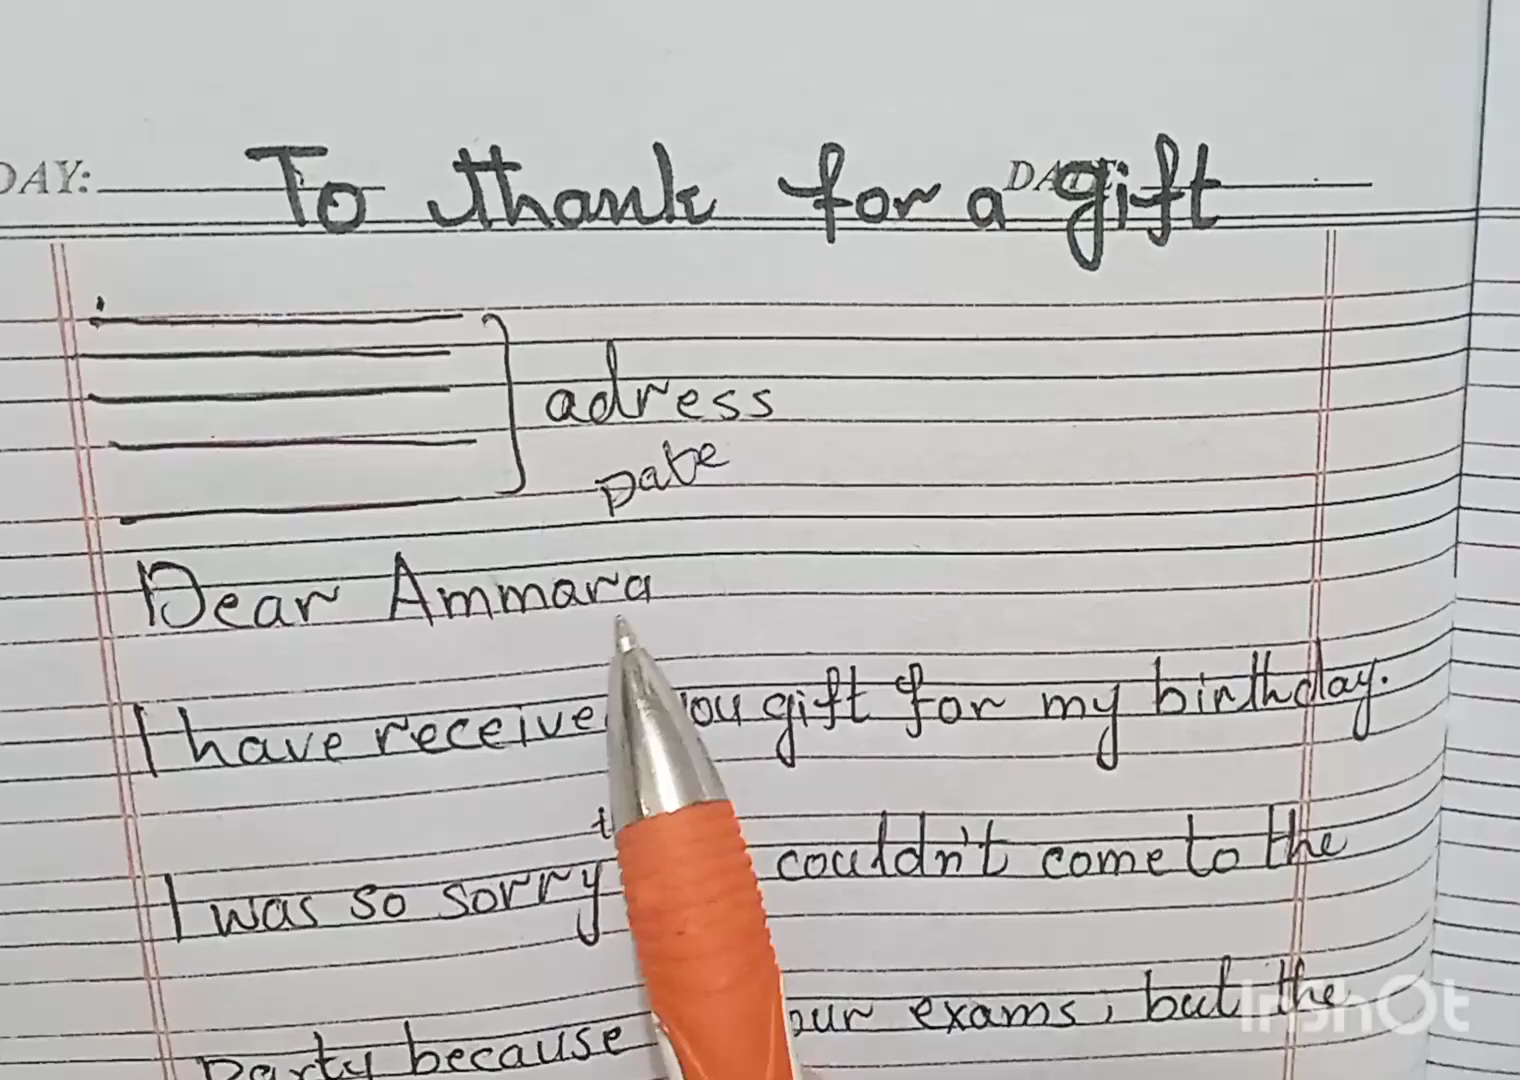 DAY:
To thank for a gift
adress
Date
Dear Ammara
I have receive you gift for my birthday.
I was so sorry couldn't come to the
Party because our exams, but the
InshOt